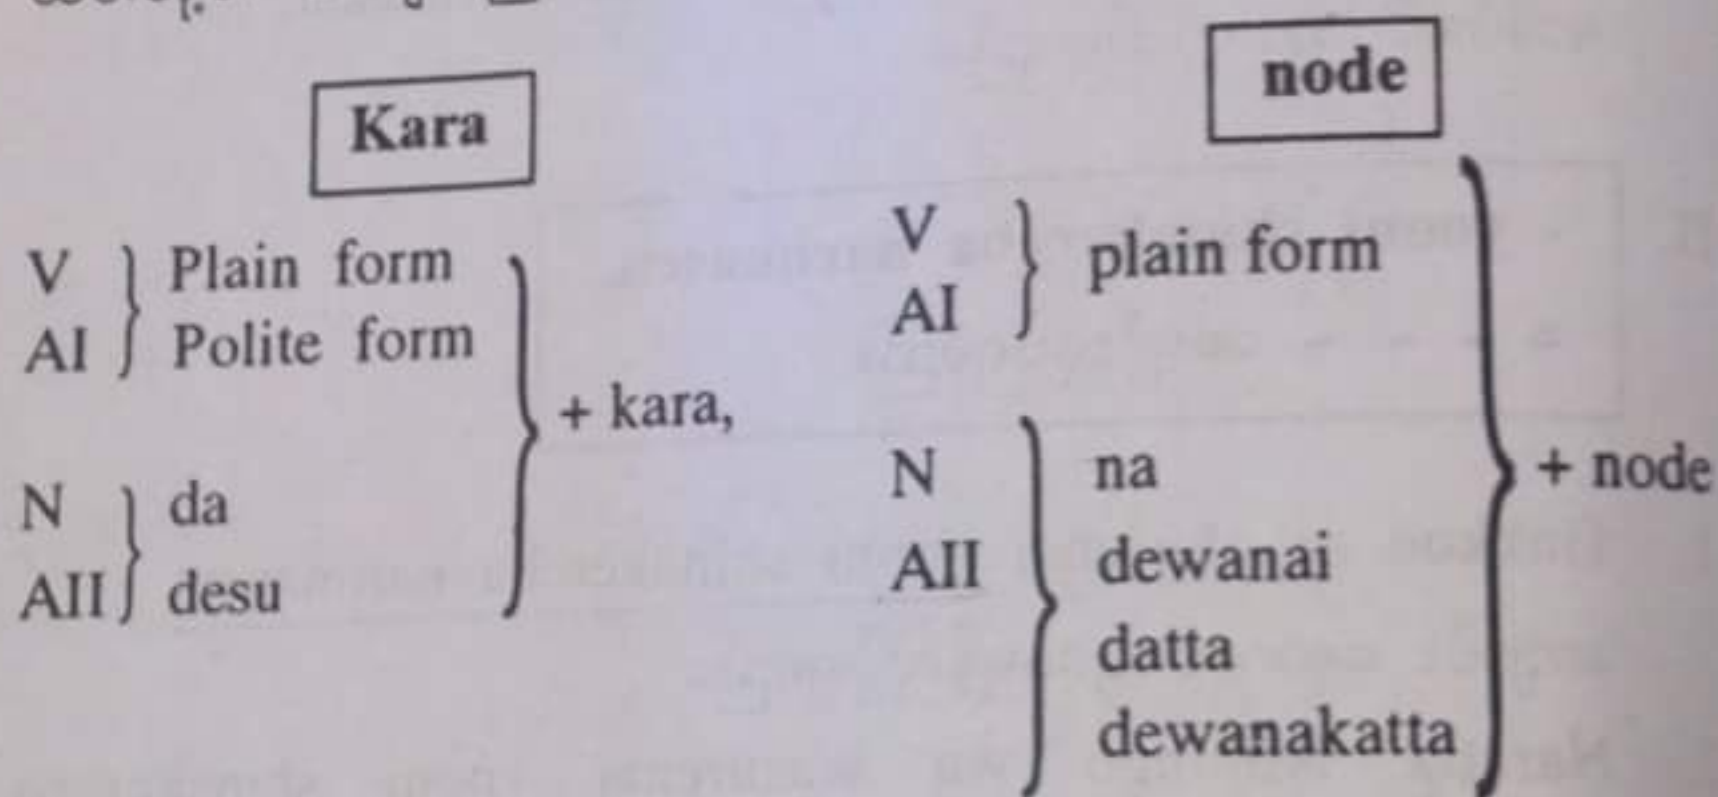 Kara
V } Plain form
AI } Polite form
+ kara,
N } da
AII } desu
node
V
AI } plain form
N } na
AII dewanai
datta
dewanakatta
+ node